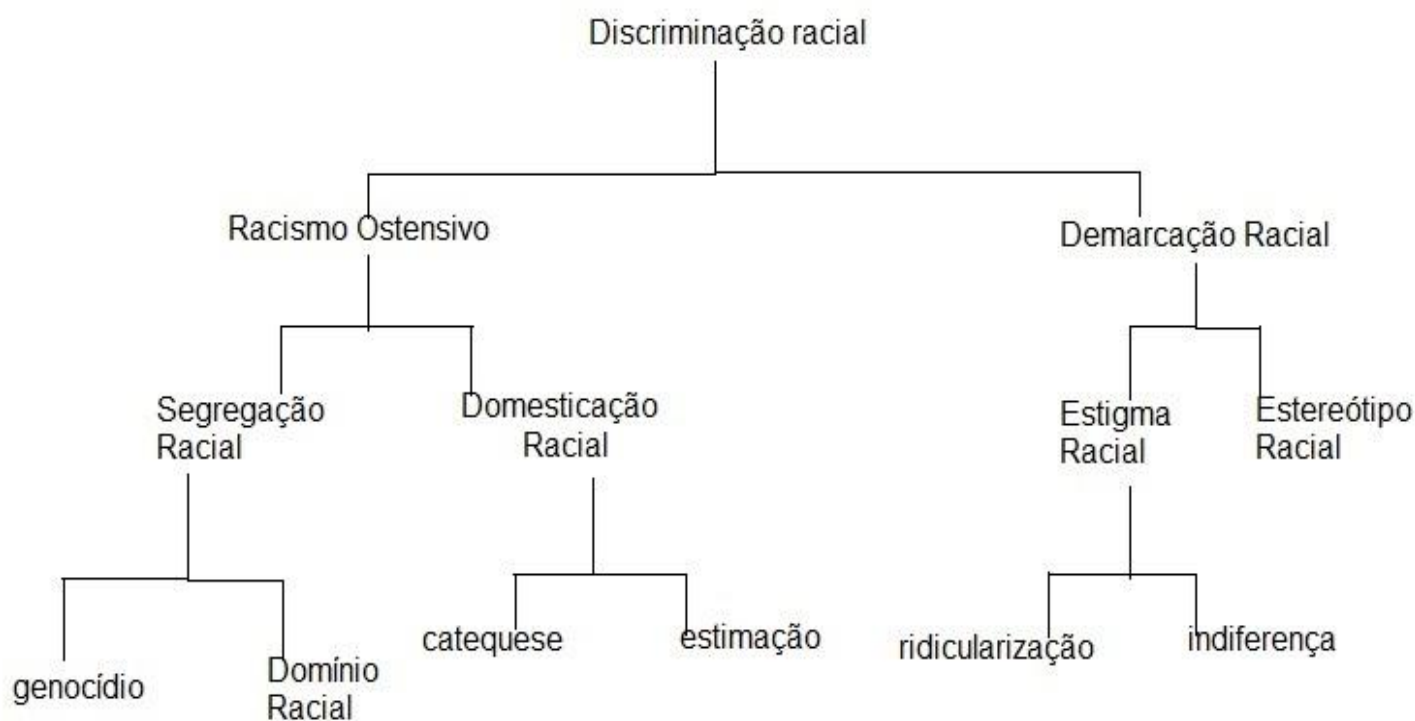 Discriminação racial
Racismo Ostensivo
Demarcação Racial
Segregação
Racial
Domesticação
Racial
Estigma
Racial
Estereótipo
Racial
genocídio
Domínio
Racial
catequese
estimação
ridicularização
indiferença